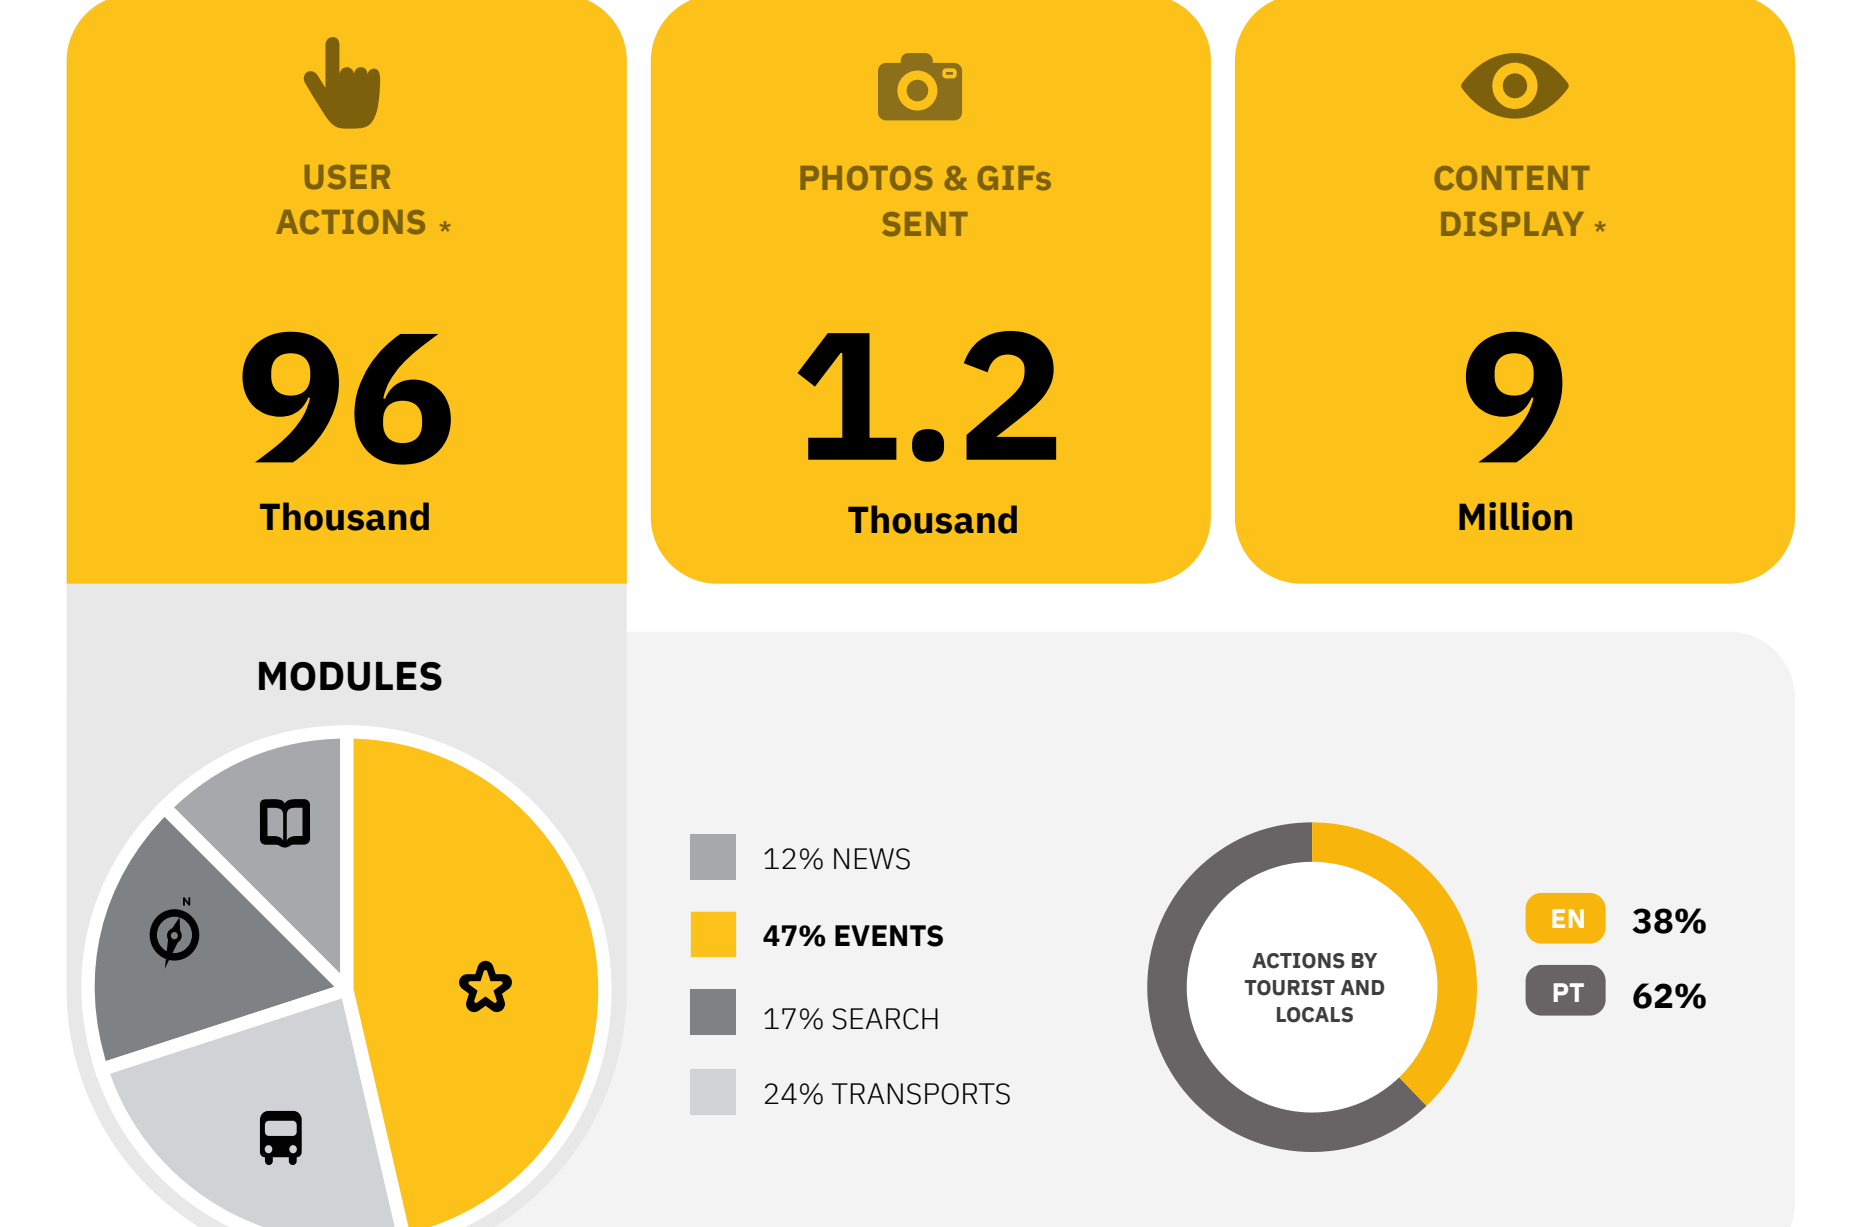 USER
ACTIONS *
96
Thousand
PHOTOS & GIFs
SENT
1.2
Thousand
CONTENT
DISPLAY *
9
Million
MODULES
N
12% NEWS
47% EVENTS
17% SEARCH
24% TRANSPORTS
ACTIONS BY
TOURIST AND
LOCALS
EN 38%
PT 62%